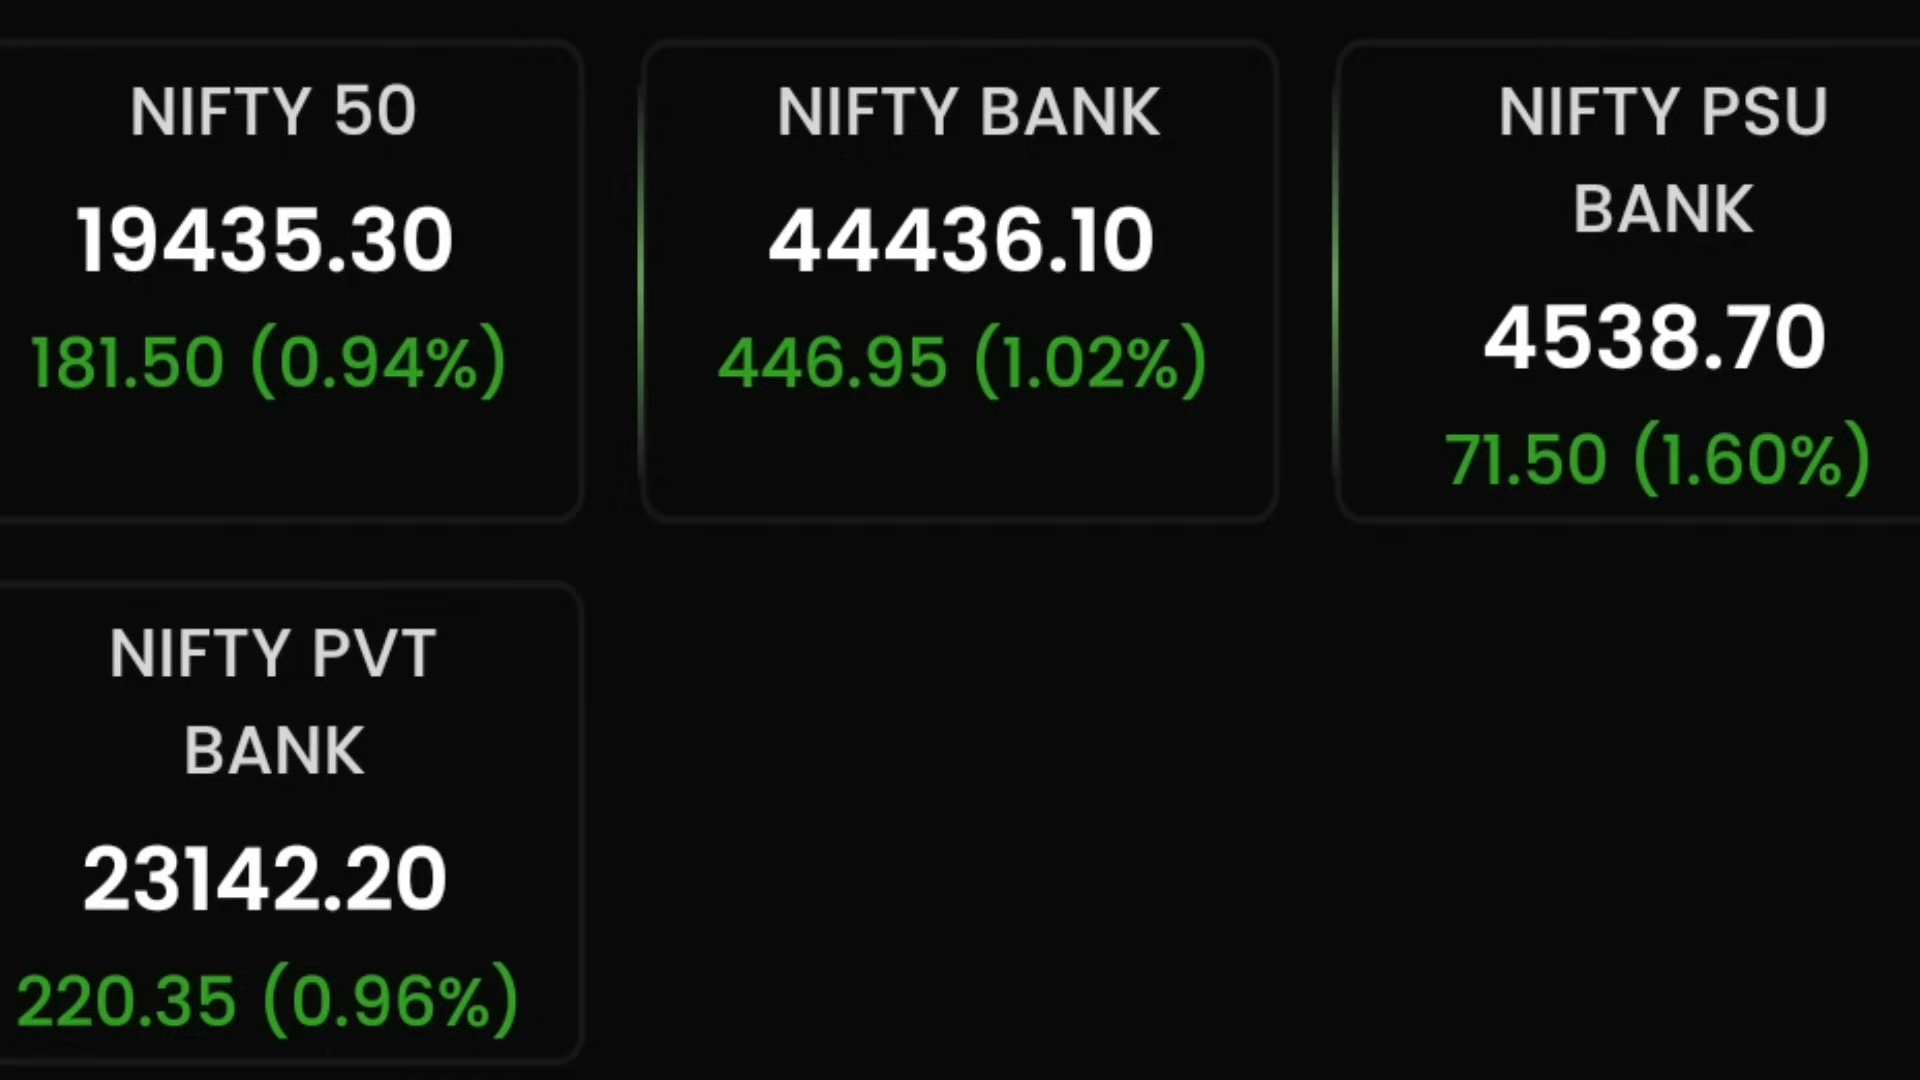 NIFTY 50
19435.30
181.50 (0.94%)
NIFTY BANK
44436.10
446.95 (1.02%)
NIFTY PSU
BANK
4538.70
71.50 (1.60%)
NIFTY PVT
BANK
23142.20
220.35 (0.96%)